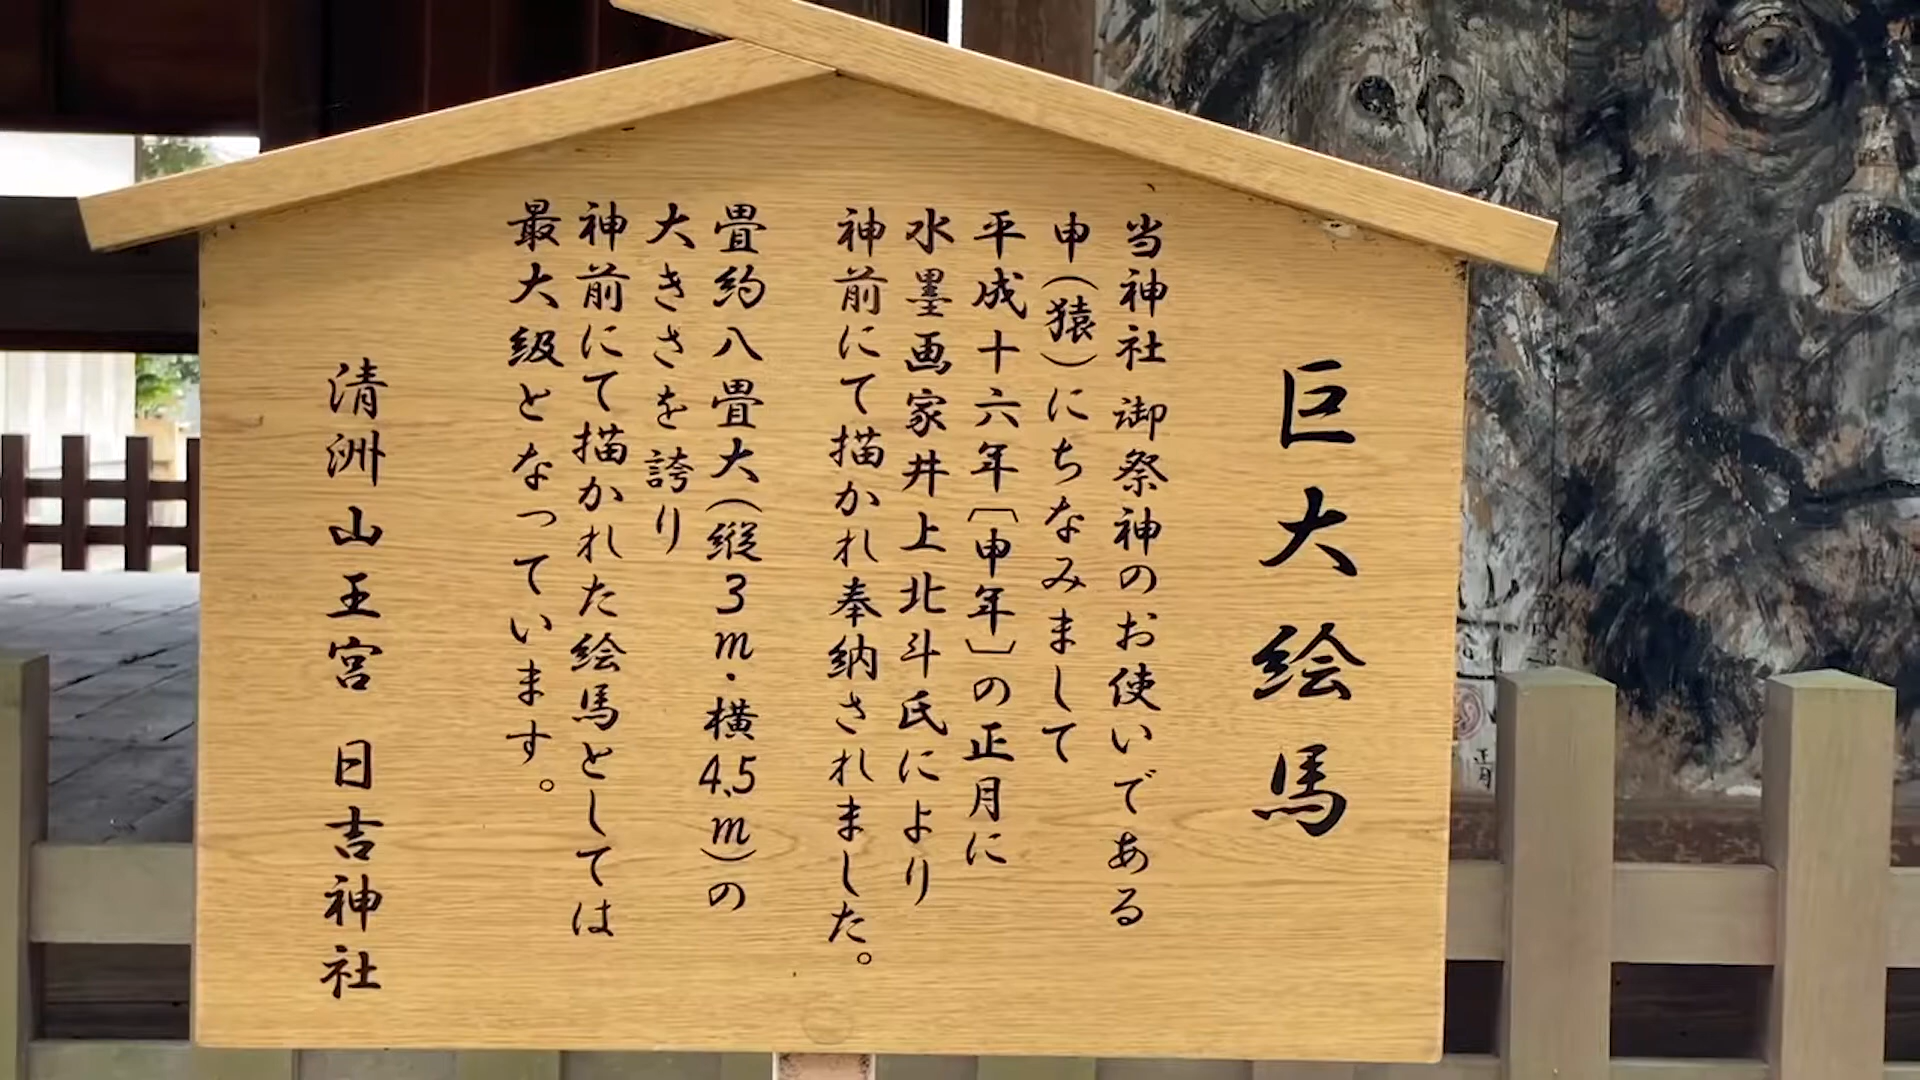 巨大絵馬
当神社 御祭神のお使いである
申(猿)にちなみまして
平成十六年〔申年〕の正月に
水墨画家井上北斗氏により
神前にて描かれ奉納されました。
畳約八畳大(縦3m・横4.5m)の
大きさを誇り
神前にて描かれた絵馬としては
最大級となっています。
清洲山王宮 日吉神社